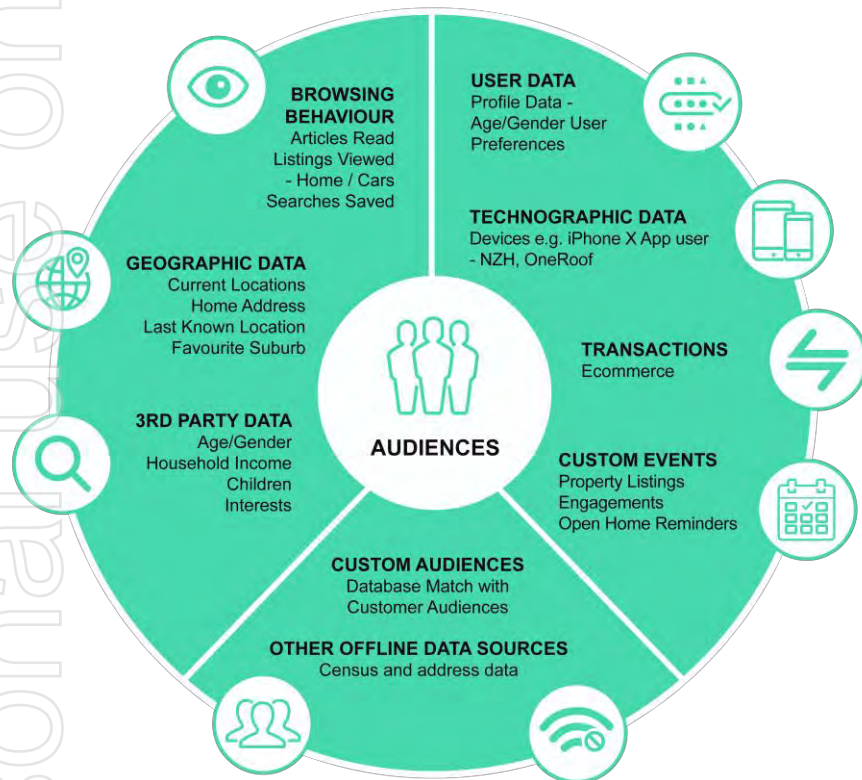 BROWSING
BEHAVIOUR
Articles Read
Listings Viewed
- Home / Cars
Searches Saved
GEOGRAPHIC DATA
Current Locations
Home Address
Last Known Location
Favourite Suburb
3RD PARTY DATA
Age/Gender
Household Income
Children
Interests
USER DATA
Profile Data -
Age/Gender User
Preferences
TECHNOGRAPHIC DATA
Devices e.g. iPhone X App user
- NZH, OneRoof
TRANSACTIONS
Ecommerce
CUSTOM EVENTS
Property Listings
Engagements
Open Home Reminders
AUDIENCES
CUSTOM AUDIENCES
Database Match with
Customer Audiences
OTHER OFFLINE DATA SOURCES
Census and address data